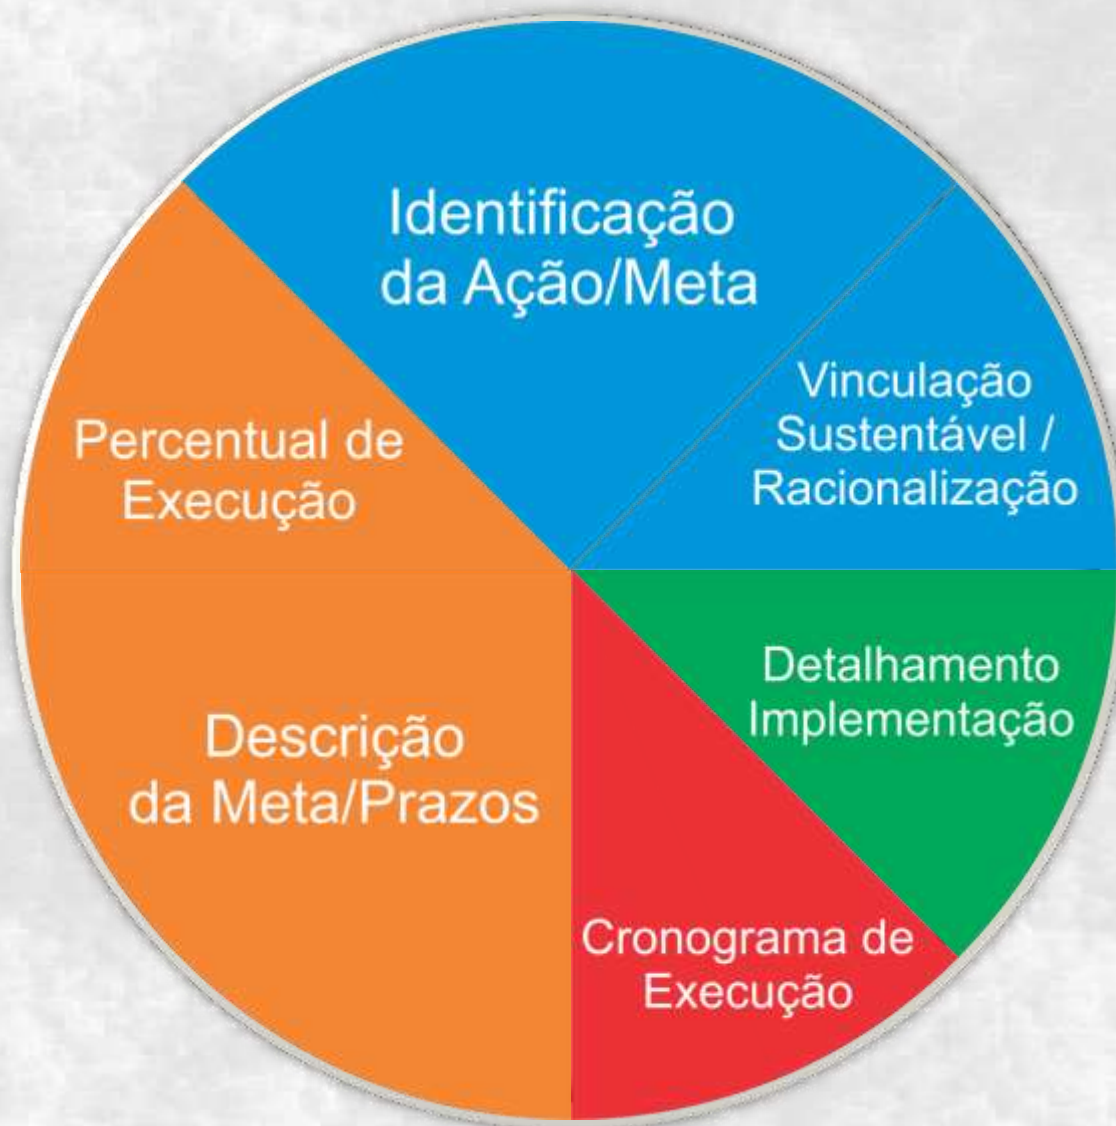 Identificação
da Ação/Meta
Vinculação
Sustentável /
Racionalização
Percentual de
Execução
Detalhamento
Implementação
Descrição
da Meta/Prazos
Cronograma de
Execução